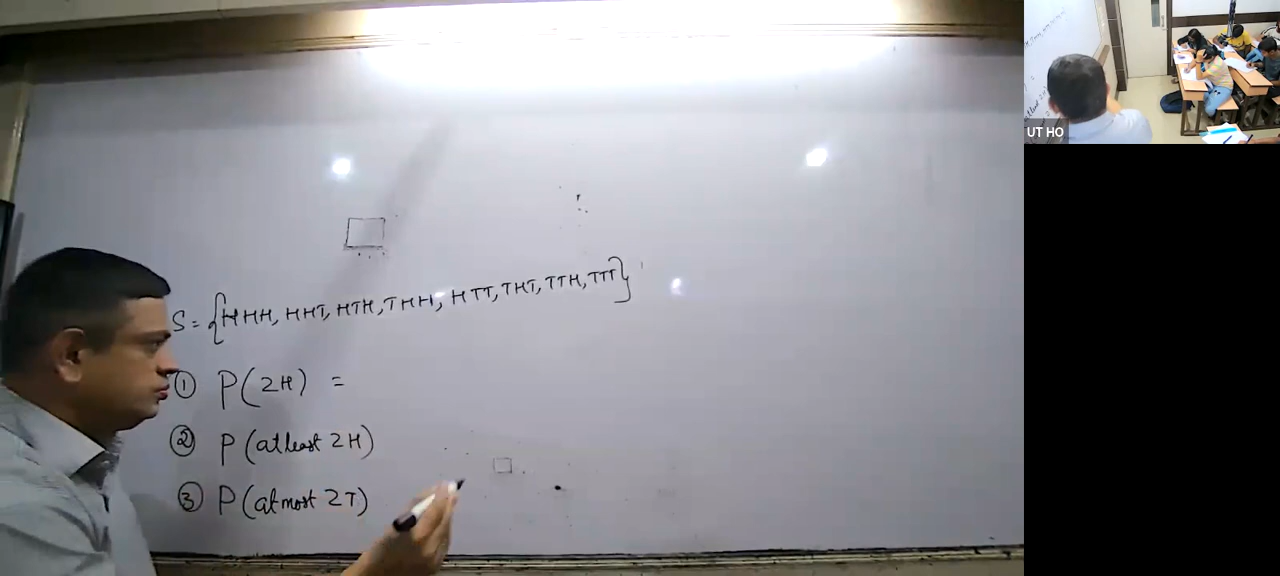 S = {HHH, HHT, HTH, THH, HTT, THT, TTH, TTT}
① P(2H) =
② P(atleast 2H)
③ P(atmost 2T)
UT HO